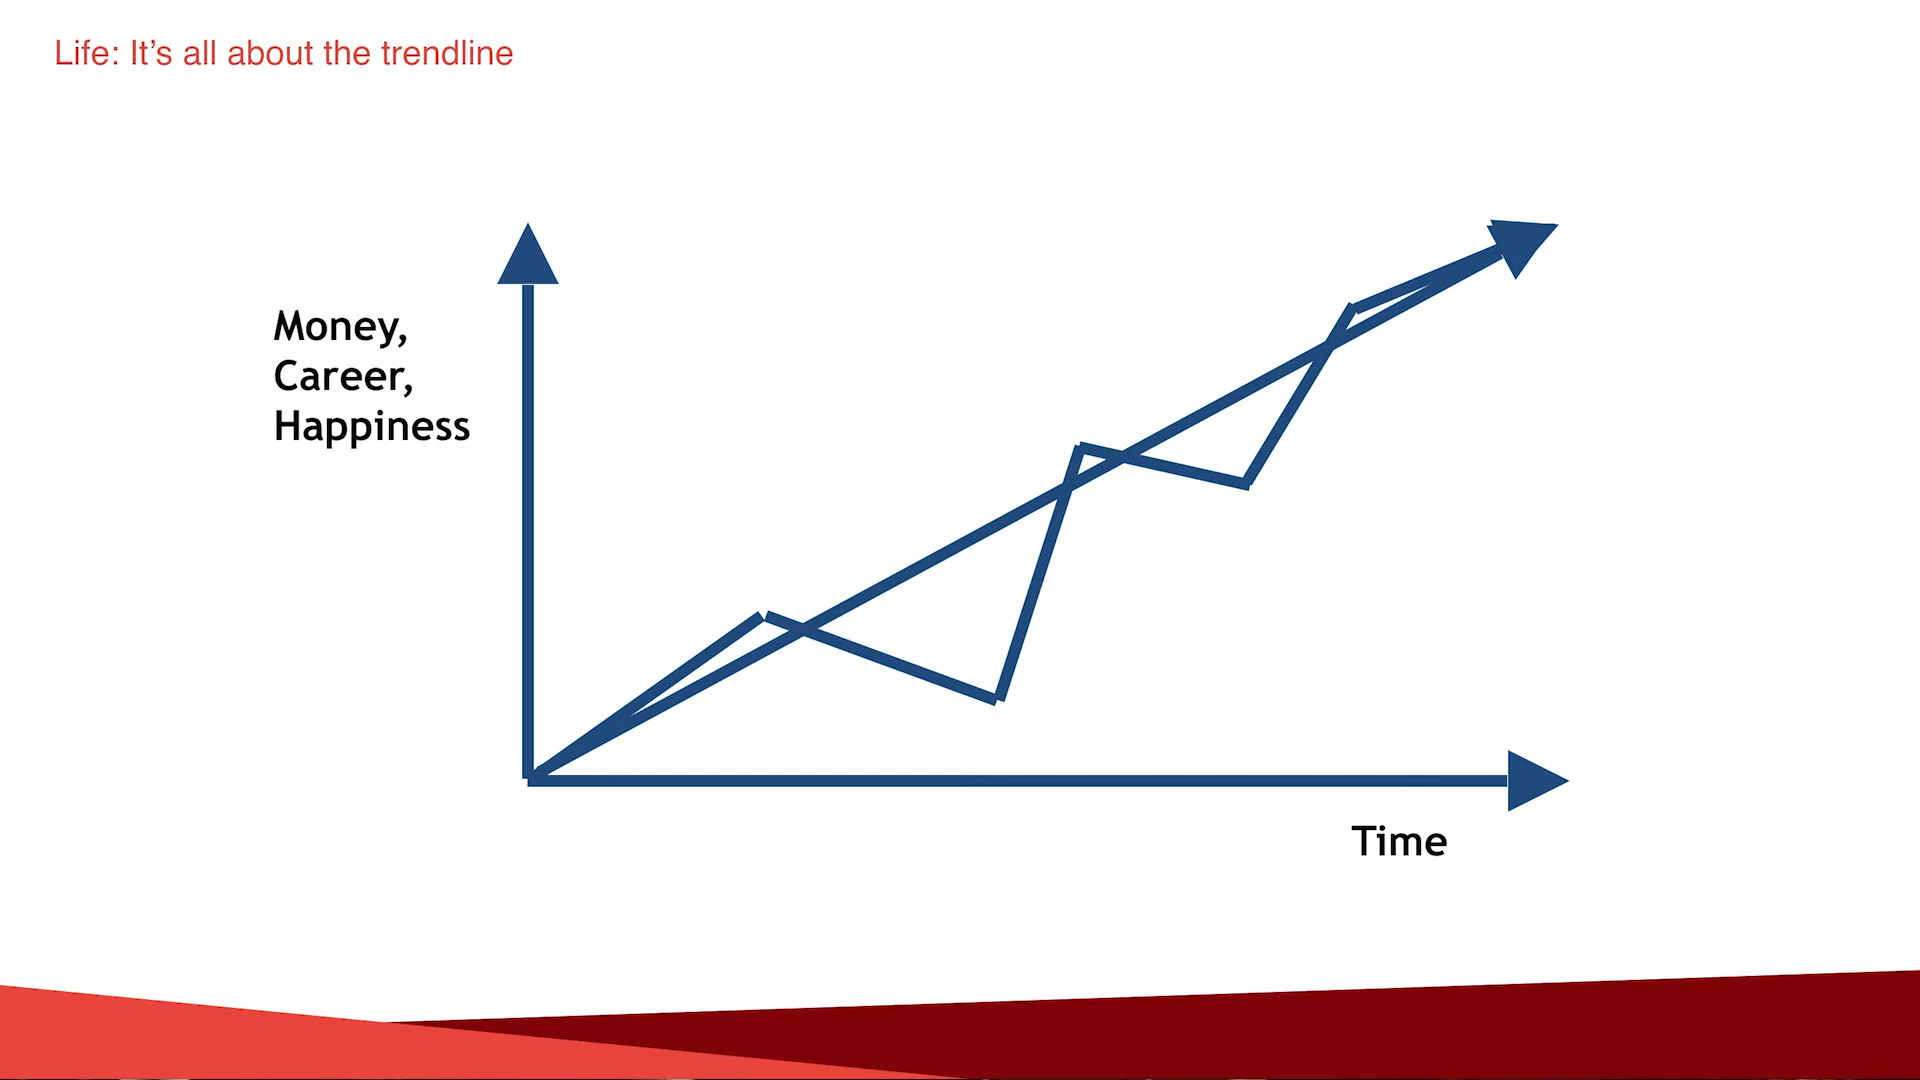 Life: It’s all about the trendline
Money,
Career,
Happiness
Time